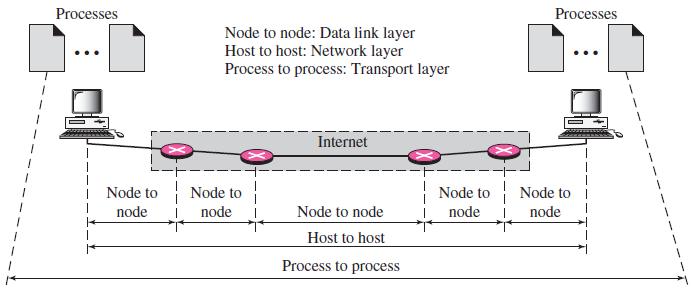 Processes
Processes
Node to node: Data link layer
Host to host: Network layer
Process to process: Transport layer
Internet
Node to
node
Node to
node
Node to node
Node to
node
Node to
node
Host to host
Process to process